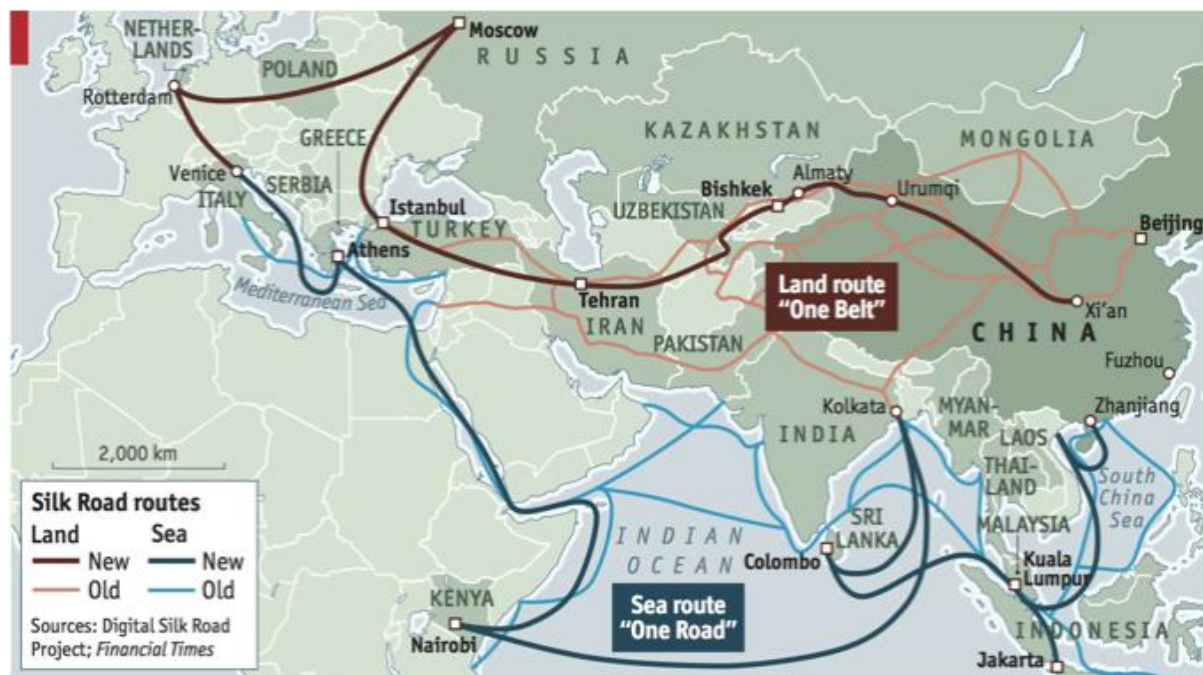 NETHER-
LANDS
Moscow
RUSSIA
POLAND
Rotterdam
KAZAKHSTAN
MONGOLIA
GREECE
Venice
ITALY
SERBIA
Almaty
Bishkek
Urumqi
Istanbul
TURKEY
UZBEKISTAN
Beijing
Athens
Mediterranean Sea
Tehran
IRAN
Land route
“One Belt”
Xi’an
CHINA
PAKISTAN
Fuzhou
Kolkata
INDIA
MYAN-
MAR
Zhanjiang
LAOS
THAI-
LAND
South
China
Sea
2,000 km
Silk Road routes
Land Sea
New New
Old Old
Sources: Digital Silk Road
Project; Financial Times
INDIAN
OCEAN
SRI
LANKA
Colombo
MALAYSIA
Kuala
Lumpur
KENYA
Nairobi
Sea route
“One Road”
INDONESIA
Jakarta